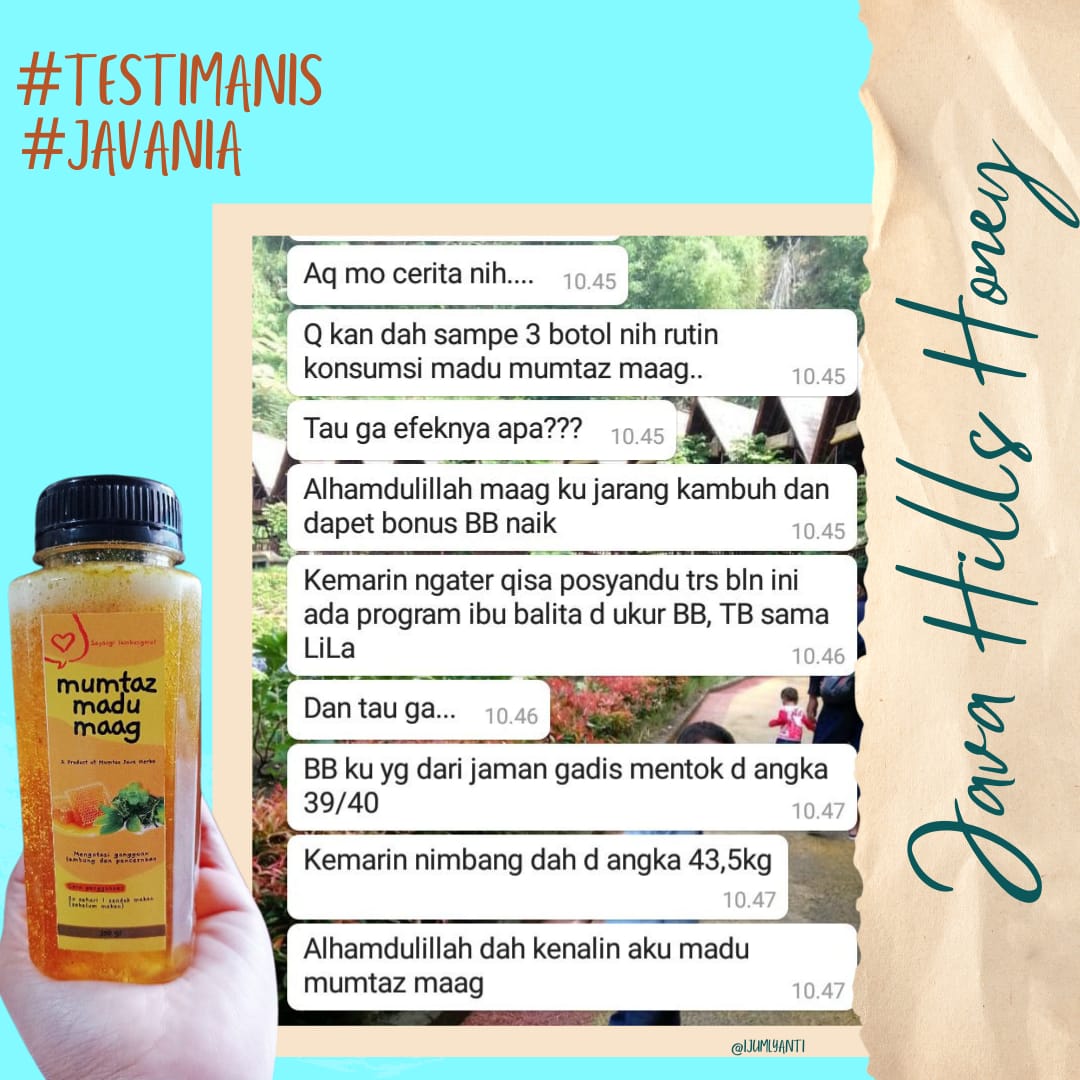 #TESTIMANIS
#JAVANIA
Aq mo cerita nih....
10.45
Q kan dah sampe 3 botol nih rutin
konsumsi madu mumtaz maag..
10.45
Tau ga efeknya apa???
10.45
Alhamdulillah maag ku jarang kambuh dan
dapet bonus BB naik
10.45
Kemarin ngater qisa posyandu trs bln ini
ada program ibu balita d ukur BB, TB sama
LiLa
10.46
Dan tau ga...
10.46
BB ku yg dari jaman gadis mentok d angka
39/40
10.47
Kemarin nimbang dah d angka 43,5kg
10.47
Alhamdulillah dah kenalin aku madu
mumtaz maag
10.47
@IJUMLYANTI
Java Hills Honey
Sayangi lambungmu!
mumtaz
madu
maag
A Product of Mumtaz Java Herbs
Mengatasi gangguan
lambung dan pencernaan
sehari 1 sendok makan
(sebelum makan)